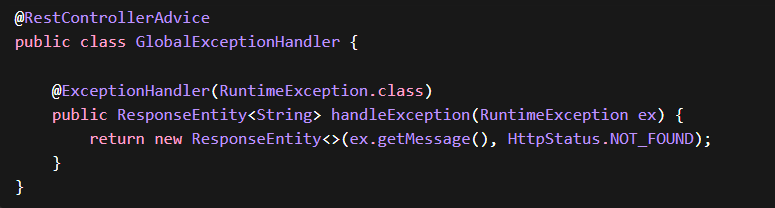 @RestControllerAdvice
public class GlobalExceptionHandler {
@ExceptionHandler(RuntimeException.class)
public ResponseEntity<String> handleException(RuntimeException ex) {
return new ResponseEntity<>(ex.getMessage(), HttpStatus.NOT_FOUND);
}
}